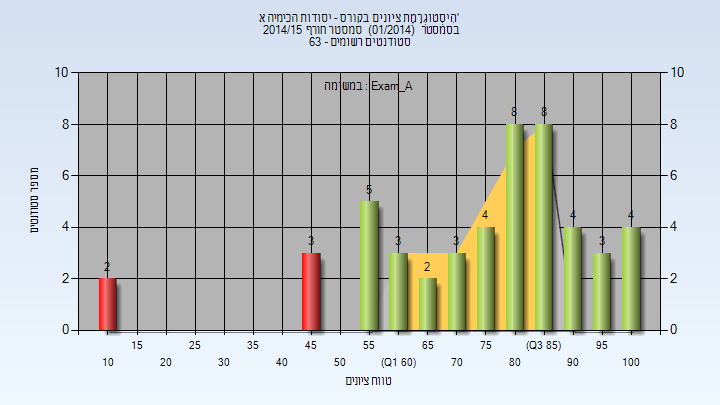 הִיסְטוֹגְרַמַת ציונים בקורס - יסודות הכימיה א'
בסמסטר (01/2014) סמסטר חורף 2014/15
סטודנטים רשומים - 63
במשימה : Exam_A
מספר סטודנטים
10 10
8 8
6 6
4 4
2 2
0 0
2 3 5 3 2 3 4 8 8 4 3 4
15 25 35 45 55 65 75 (Q3 85) 95
10 20 30 40 50 (Q1 60) 70 80 90 100
טווח ציונים